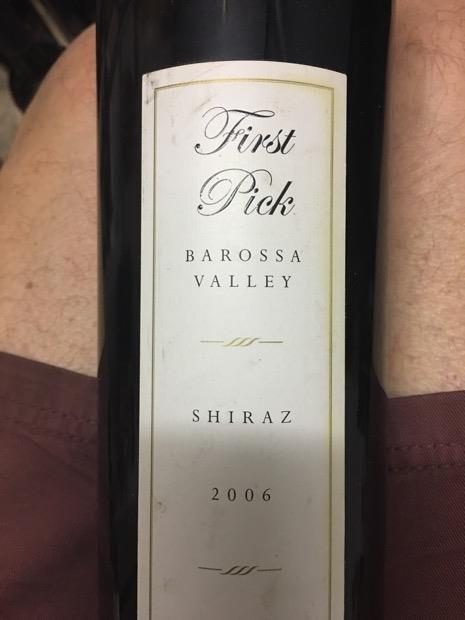 First
Pick
BAROSSA
VALLEY
SHIRAZ
2006